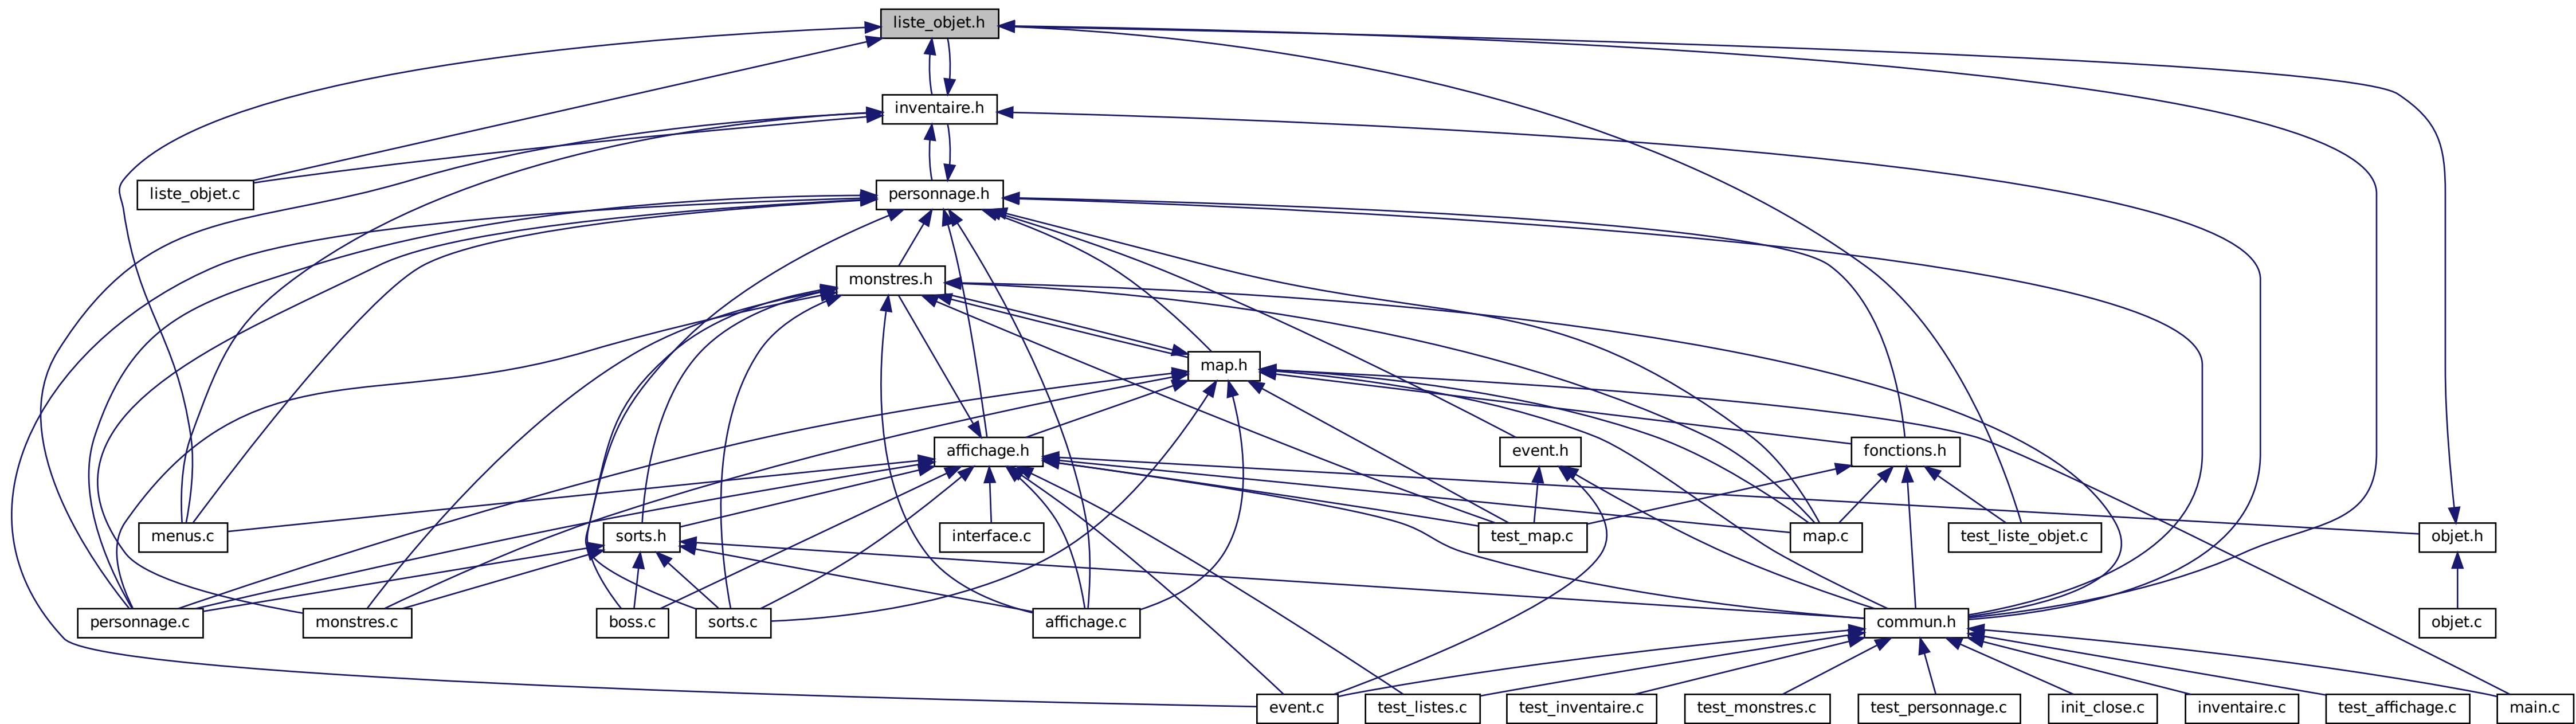 liste_objet.h
inventaire.h
liste_objet.c
personnage.h
monstres.h
map.h
affichage.h
event.h
fonctions.h
menus.c
sorts.h
interface.c
test_map.c
map.c
test_liste_objet.c
objet.h
personnage.c
monstres.c
boss.c
sorts.c
affichage.c
commun.h
objet.c
event.c
test_listes.c
test_inventaire.c
test_monstres.c
test_personnage.c
init_close.c
inventaire.c
test_affichage.c
main.c